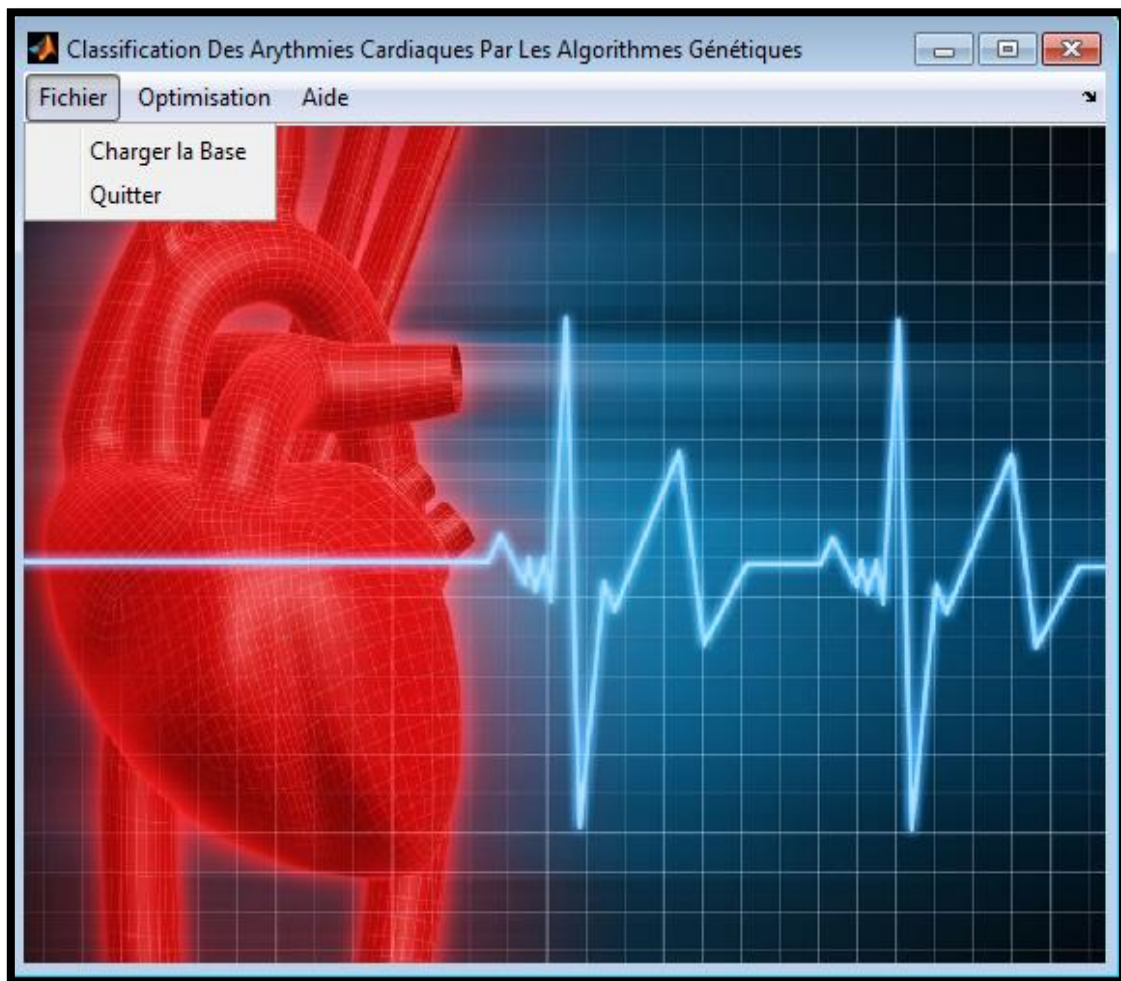 Classification Des Arythmies Cardiaques Par Les Algorithmes Génétiques
Fichier Optimisation Aide
Charger la Base
Quitter